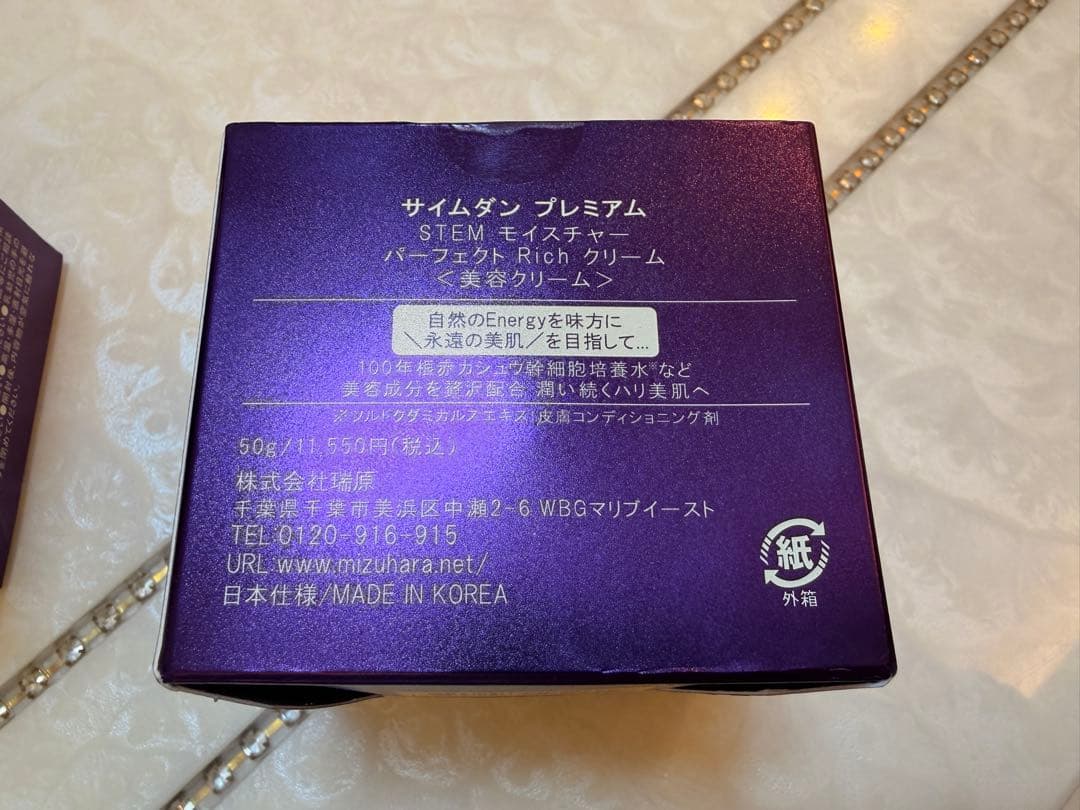 サイムダン プレミアム
STEM モイスチャー
パーフェクト Rich クリーム
＜美容クリーム＞
自然のEnergyを味方に
＼永遠の美肌／を目指して…
100年極赤カシュウ幹細胞培養水※など
美容成分を贅沢配合 潤い続くハリ美肌へ
※ツルドクダミカルスエキス：皮膚コンディショニング剤
50g/11,550円(税込)
株式会社瑞原
千葉県千葉市美浜区中瀬2-6 WBGマリブイースト
TEL:0120-916-915
URL:www.mizuhara.net/
日本仕様/MADE IN KOREA
紙
外箱